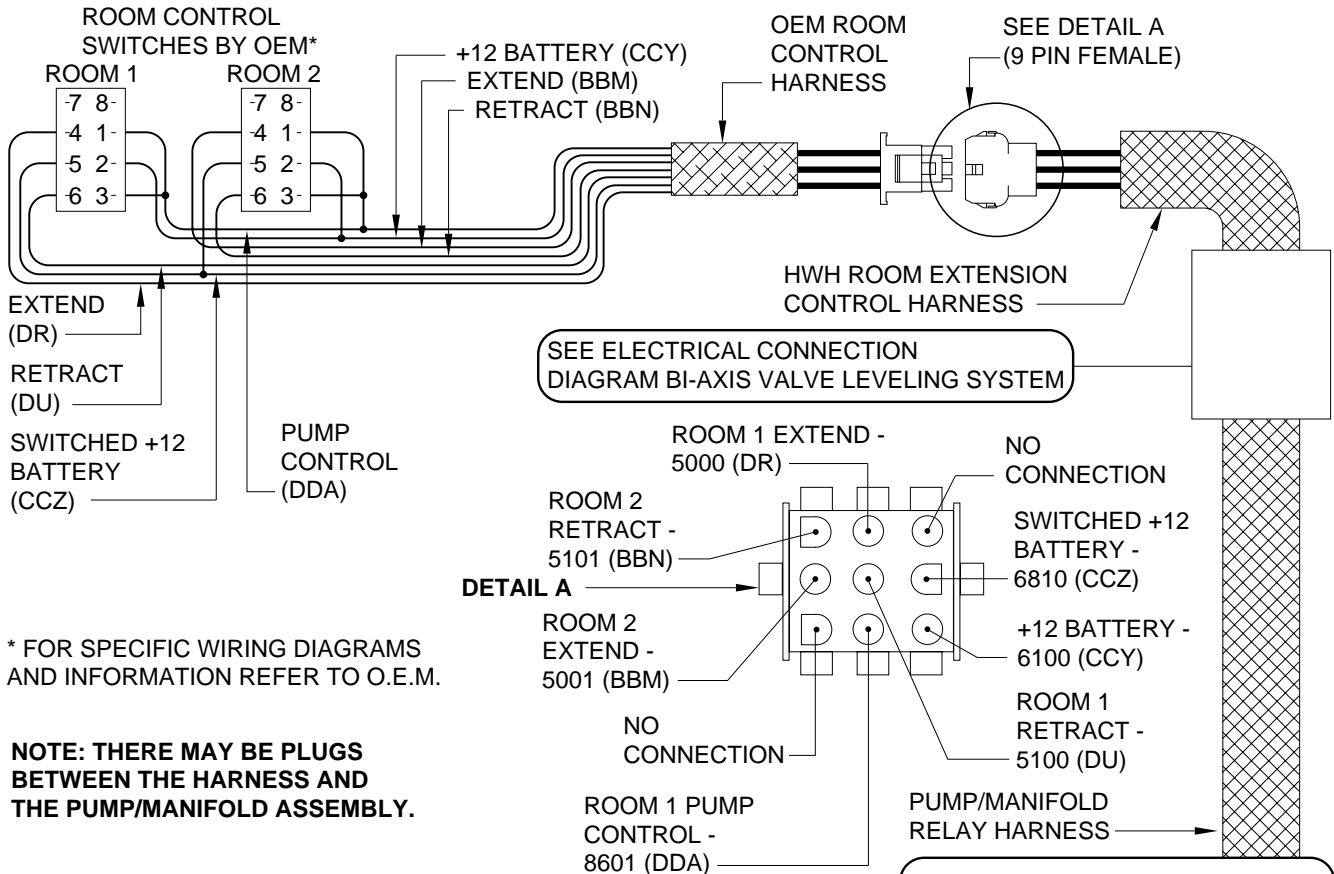 ROOM CONTROL
SWITCHES BY OEM*
ROOM 1
ROOM 2
-7 8-
-4 1-
-5 2-
-6 3-
-7 8-
-4 1-
-5 2-
-6 3-
+12 BATTERY (CCY)
EXTEND (BBM)
RETRACT (BBN)
OEM ROOM
CONTROL
HARNESS
SEE DETAIL A
(9 PIN FEMALE)
HWH ROOM EXTENSION
CONTROL HARNESS
EXTEND
(DR)
RETRACT
(DU)
SWITCHED +12
BATTERY
(CCZ)
PUMP
CONTROL
(DDA)
SEE ELECTRICAL CONNECTION
DIAGRAM BI-AXIS VALVE LEVELING SYSTEM
ROOM 1 EXTEND -
5000 (DR)
NO
CONNECTION
ROOM 2
RETRACT -
5101 (BBN)
SWITCHED +12
BATTERY -
6810 (CCZ)
DETAIL A
ROOM 2
EXTEND -
5001 (BBM)
+12 BATTERY -
6100 (CCY)
NO
CONNECTION
ROOM 1
RETRACT -
5100 (DU)
ROOM 1 PUMP
CONTROL -
8601 (DDA)
PUMP/MANIFOLD
RELAY HARNESS
* FOR SPECIFIC WIRING DIAGRAMS
AND INFORMATION REFER TO O.E.M.
NOTE: THERE MAY BE PLUGS
BETWEEN THE HARNESS AND
THE PUMP/MANIFOLD ASSEMBLY.